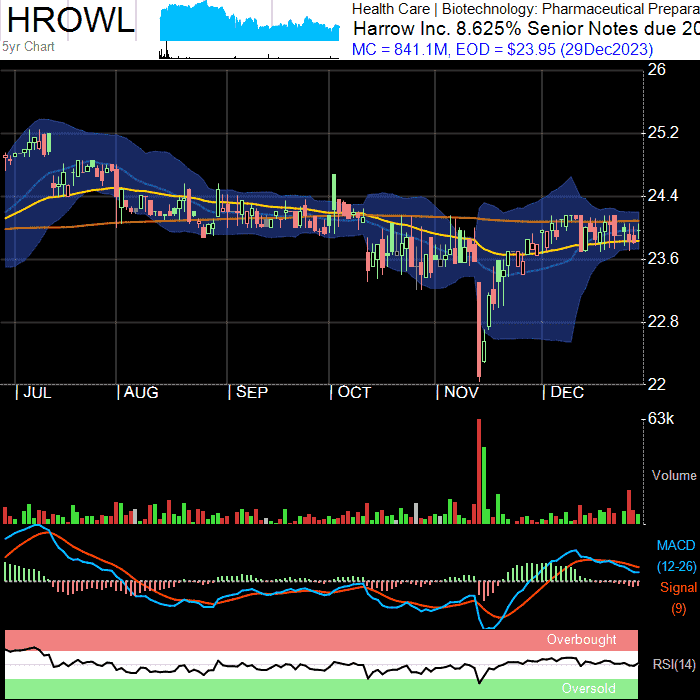 HROWL
5yr Chart
Health Care | Biotechnology: Pharmaceutical Prepara
Harrow Inc. 8.625% Senior Notes due 20
MC = 841.1M, EOD = $23.95 (29Dec2023)
26
25.2
24.4
23.6
22.8
22
| JUL | AUG | SEP | OCT | NOV | DEC
63k
Volume
MACD
(12-26)
Signal
(9)
Overbought
RSI(14)
Oversold